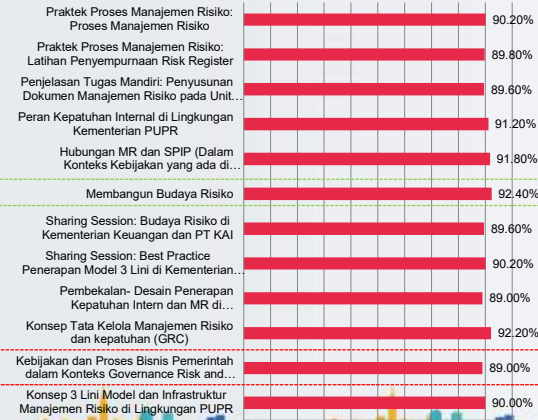 Praktek Proses Manajemen Risiko:
Proses Manajemen Risiko
90.20%
Praktek Proses Manajemen Risiko:
Latihan Penyempurnaan Risk Register
89.80%
Penjelasan Tugas Mandiri: Penyusunan
Dokumen Manajemen Risiko pada Unit...
89.60%
Peran Kepatuhan Internal di Lingkungan
Kementerian PUPR
91.20%
Hubungan MR dan SPIP (Dalam
Konteks Kebijakan yang ada di...
91.80%
Membangun Budaya Risiko
92.40%
Sharing Session: Budaya Risiko di
Kementerian Keuangan dan PT KAI
89.60%
Sharing Session: Best Practice
Penerapan Model 3 Lini di Kementerian...
90.20%
Pembekalan- Desain Penerapan
Kepatuhan Intern dan MR di...
89.00%
Konsep Tata Kelola Manajemen Risiko
dan kepatuhan (GRC)
92.20%
Kebijakan dan Proses Bisnis Pemerintah
dalam Konteks Governance Risk and...
89.00%
Konsep 3 Lini Model dan Infrastruktur
Manajemen Risiko di Lingkungan PUPR
90.00%